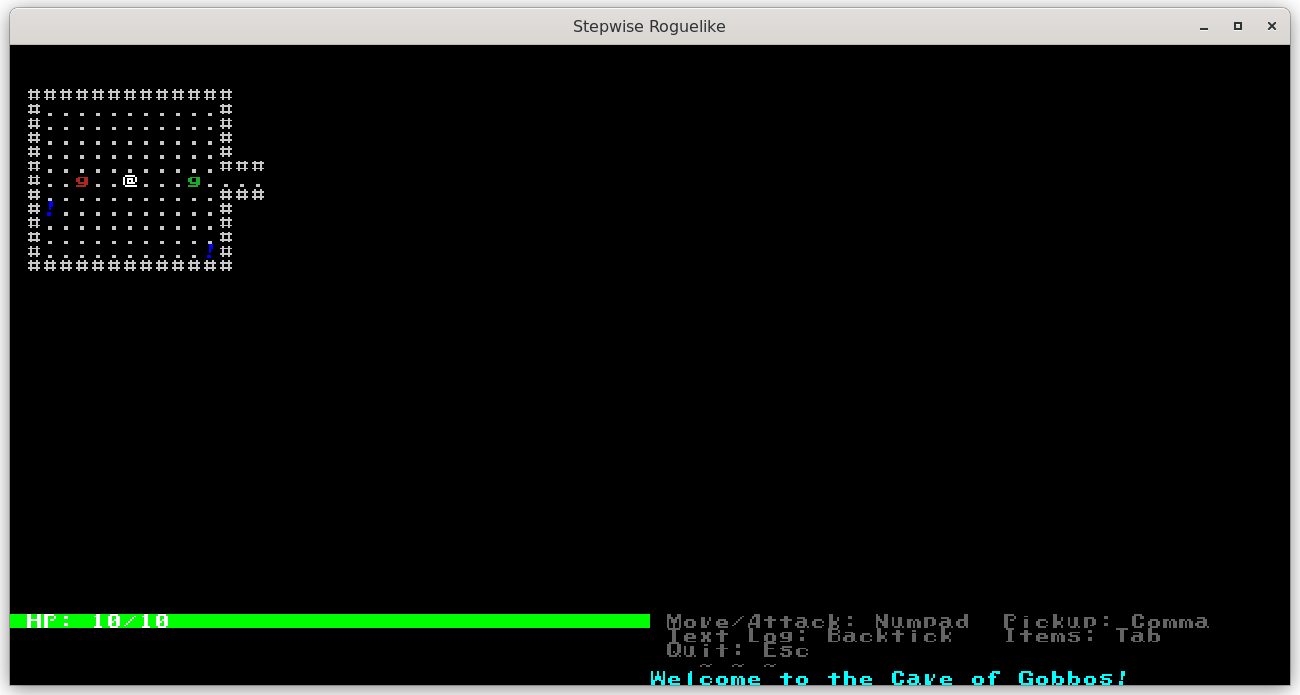 Stepwise Roguelike
#############
#...........#
#...........#
#...........#
#...........#
#...........###
#..g..@...g....
#...........###
#!..........#
#...........#
#...........#
#..........!#
#############
HP: 10/10
Move/Attack: Numpad Pickup: Comma
Text Log: Backtick Items: Tab
Quit: Esc
~ ~ ~
Welcome to the Cave of Gobbos!